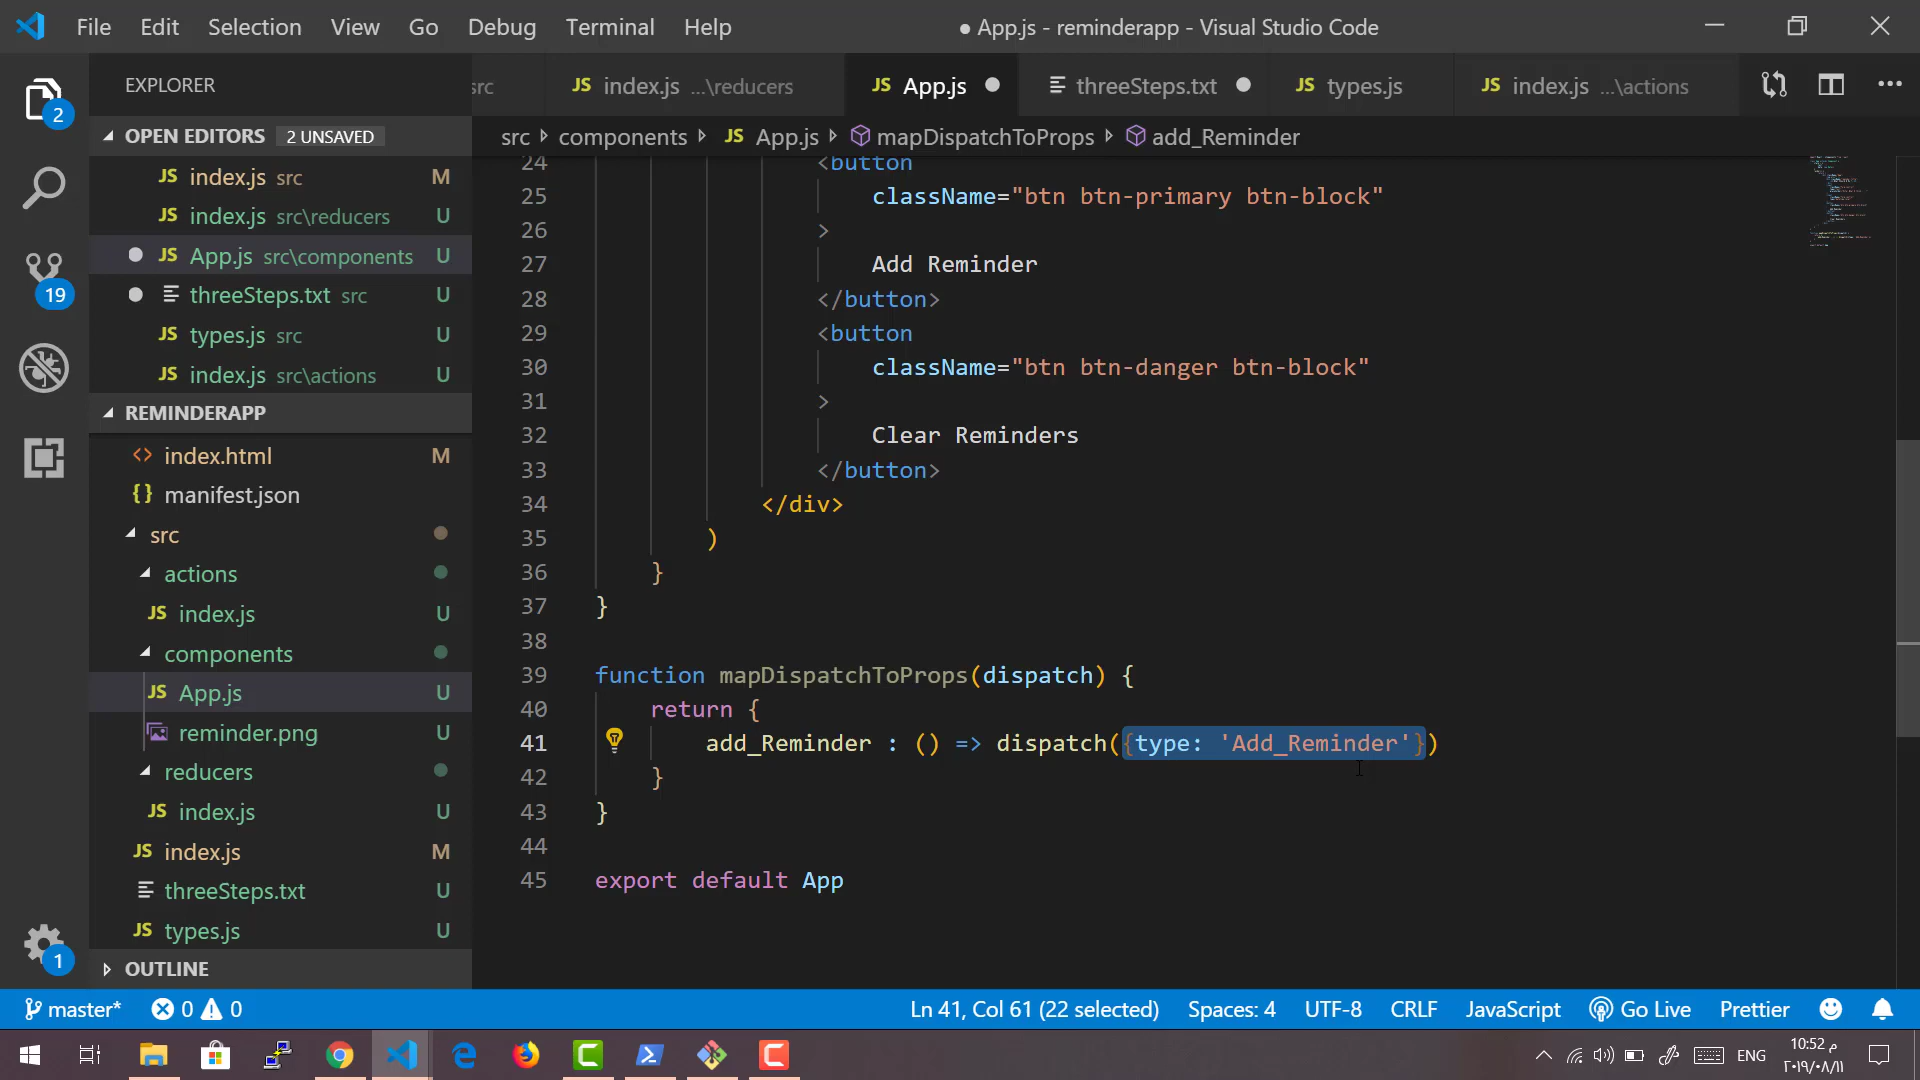 File Edit Selection View Go Debug Terminal Help
● App.js - reminderapp - Visual Studio Code
EXPLORER
src
JS index.js ...\reducers
JS App.js
threeSteps.txt
JS types.js
JS index.js ...\actions
OPEN EDITORS 2 UNSAVED
src components JS App.js mapDispatchToProps add_Reminder
JS index.js src M
JS index.js src\reducers U
JS App.js src\components U
threeSteps.txt src U
JS types.js src U
JS index.js src\actions U
REMINDERAPP
<> index.html M
{} manifest.json
src
actions
JS index.js U
components
JS App.js U
reminder.png U
reducers
JS index.js U
JS index.js M
threeSteps.txt U
JS types.js U
OUTLINE
2
19
1
24 <button
25 className="btn btn-primary btn-block"
26 >
27 Add Reminder
28 </button>
29 <button
30 className="btn btn-danger btn-block"
31 >
32 Clear Reminders
33 </button>
34 </div>
35 )
36 }
37 }
38
39 function mapDispatchToProps(dispatch) {
40 return {
41 add_Reminder : () => dispatch({type: 'Add_Reminder'})
42 }
43 }
44
45 export default App
master* 0 0 Ln 41, Col 61 (22 selected) Spaces: 4 UTF-8 CRLF JavaScript Go Live Prettier
ENG
10:52 م
٢٠١٩/٠٨/١١